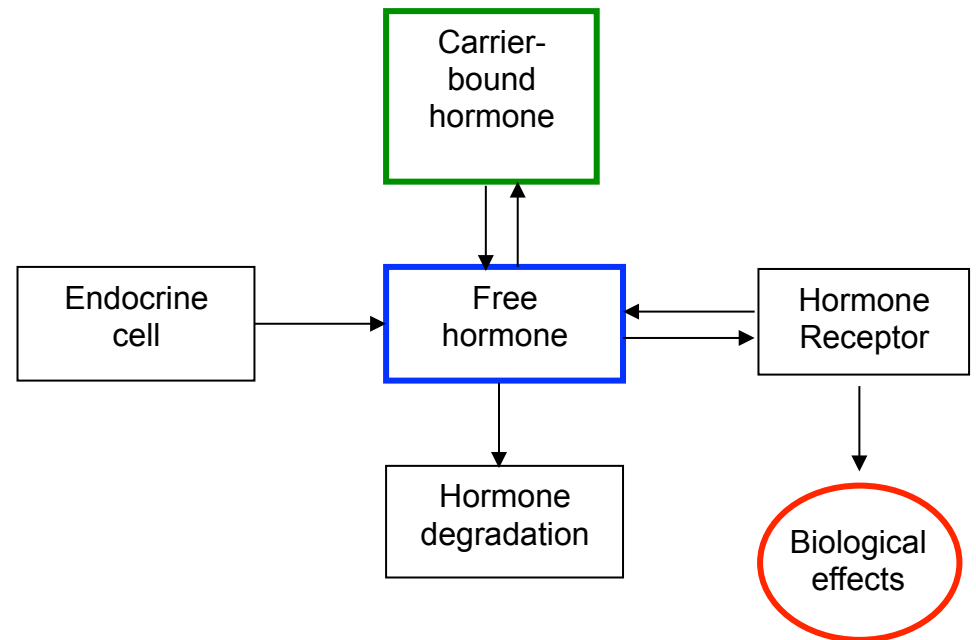 Carrier-
bound
hormone
Endocrine
cell
Free
hormone
Hormone
Receptor
Hormone
degradation
Biological
effects